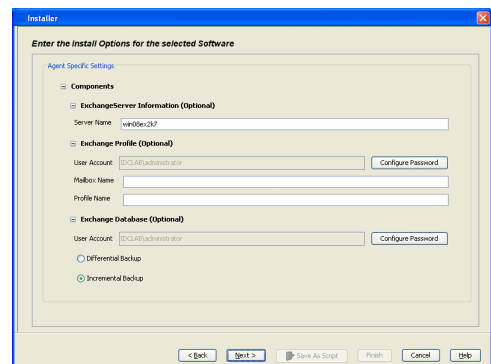 Installer
Enter the Install Options for the selected Software
Agent Specific Settings
Components
ExchangeServer Information (Optional)
Server Name win08ex2k7
Exchange Profile (Optional)
User Account IDCLAB\administrator Configure Password
Mailbox Name
Profile Name
Exchange Database (Optional)
User Account IDCLAB\administrator Configure Password
Differential Backup
Incremental Backup
< Back Next > Save As Script Finish Cancel Help